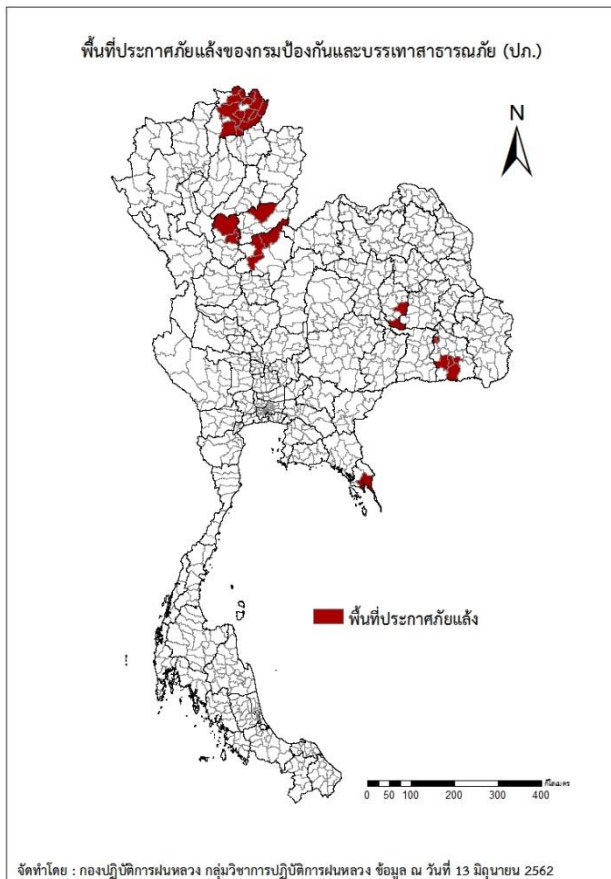 พื้นที่ประกาศภัยแล้งของกรมป้องกันและบรรเทาสาธารณภัย (ปภ.)
N
พื้นที่ประกาศภัยแล้ง
กิโลเมตร
0 50 100 200 300 400
จัดทำโดย : กองปฏิบัติการฝนหลวง กลุ่มวิชาการปฏิบัติการฝนหลวง ข้อมูล ณ วันที่ 13 มิถุนายน 2562